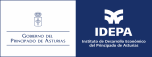 GOBIERNO DEL
PRINCIPADO DE ASTURIAS
IDEPA
Instituto de Desarrollo Económico
del Principado de Asturias